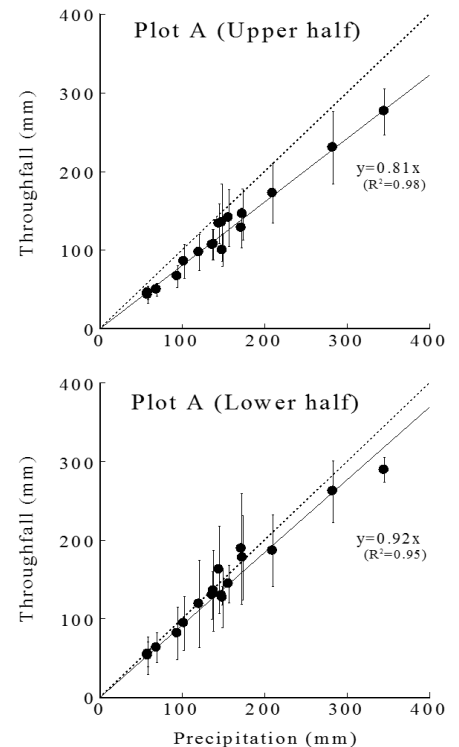 Plot A (Upper half)
400
300
200
100
0
Throughfall (mm)
y=0.81x
(R²=0.98)
0 100 200 300 400
Plot A (Lower half)
400
300
200
100
0
Throughfall (mm)
y=0.92x
(R²=0.95)
0 100 200 300 400
Precipitation (mm)